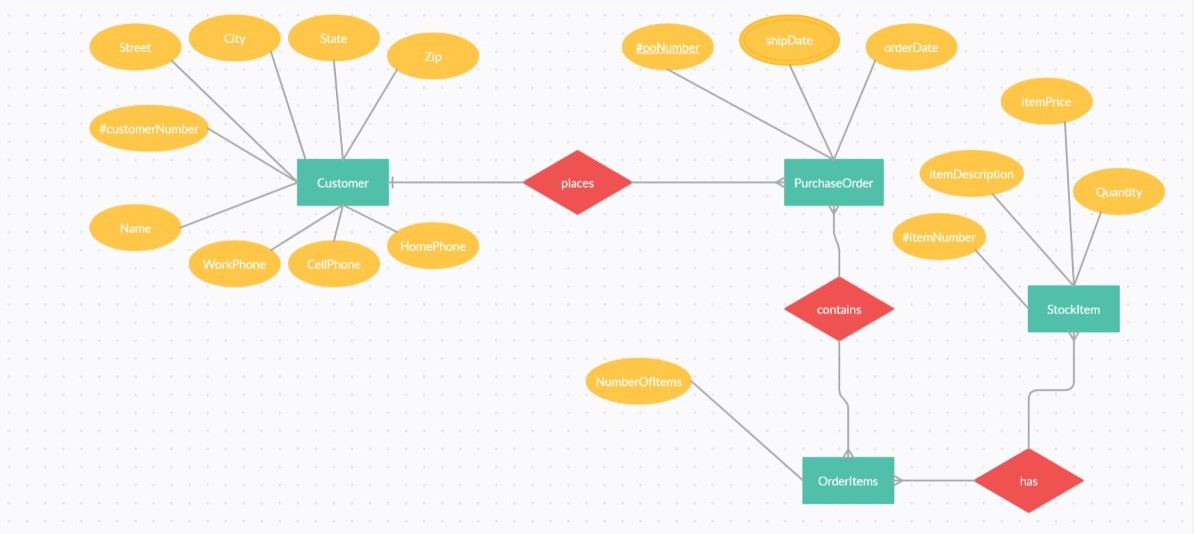 Street
City
State
Zip
#customerNumber
Customer
Name
WorkPhone
CellPhone
HomePhone
places
#poNumber
shipDate
orderDate
PurchaseOrder
itemPrice
itemDescription
Quantity
#itemNumber
StockItem
contains
NumberOfItems
OrderItems
has